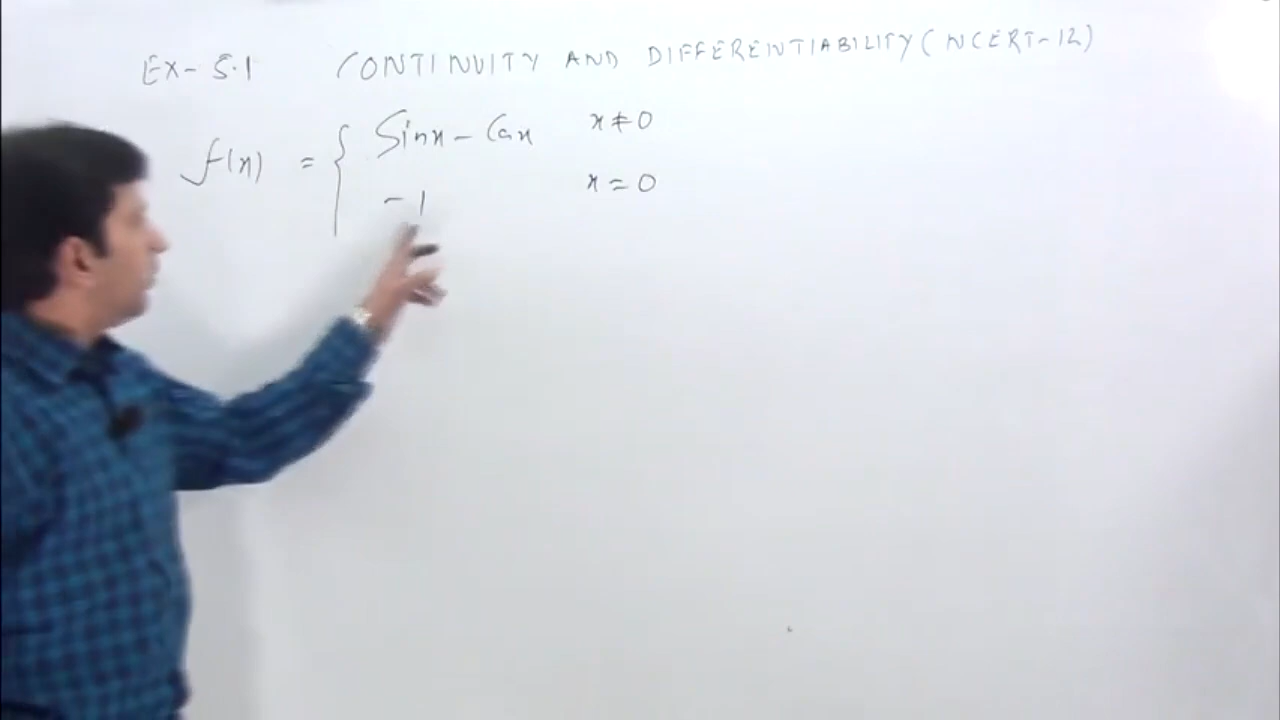 EX-5.1 CONTINUITY AND DIFFERENTIABILITY (NCERT-12)
f(x) = { Sinx - Cosx x≠0
-1 x=0